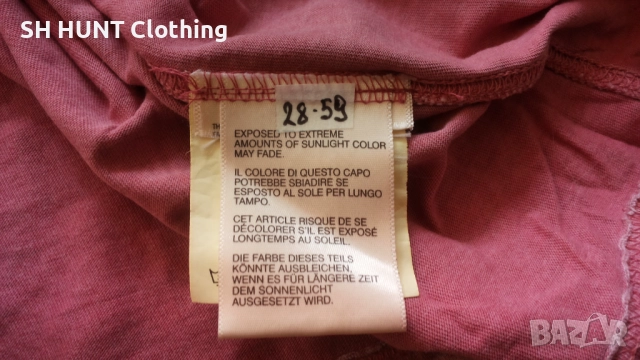 SH HUNT Clothing
28-59
EXPOSED TO EXTREME
AMOUNTS OF SUNLIGHT COLOR
MAY FADE.
IL COLORE DI QUESTO CAPO
POTREBBE SBIADIRE SE
ESPOSTO AL SOLE PER LUNGO
TAMPO.
CET ARTICLE RISQUE DE SE
DÉCOLORER S'IL EST EXPOSÉ
LONGTEMPS AU SOLEIL.
DIE FARBE DIESES TEILS
KÖNNTE AUSBLEICHEN,
WENN ES FÜR LÄNGERE ZEIT
DEM SONNENLICHT
AUSGESETZT WIRD.
BAZAR